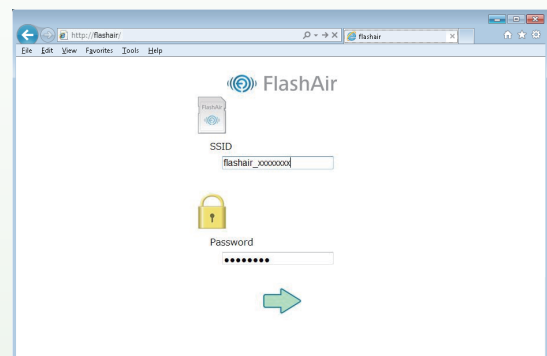 http://flashair/
flashair
File Edit View Favorites Tools Help
FlashAir
FlashAir
SSID
flashair_xxxxxxxx
Password
••••••••